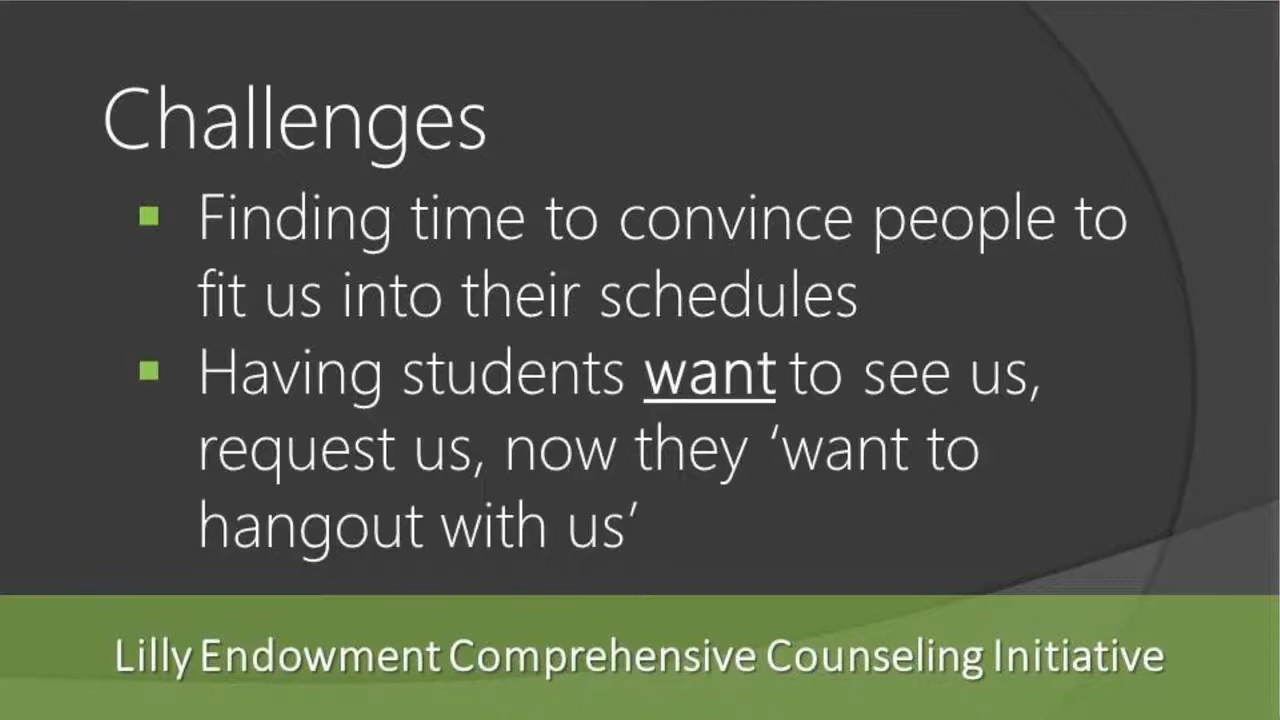 Challenges
▪ Finding time to convince people to
fit us into their schedules
▪ Having students want to see us,
request us, now they ‘want to
hangout with us’
Lilly Endowment Comprehensive Counseling Initiative